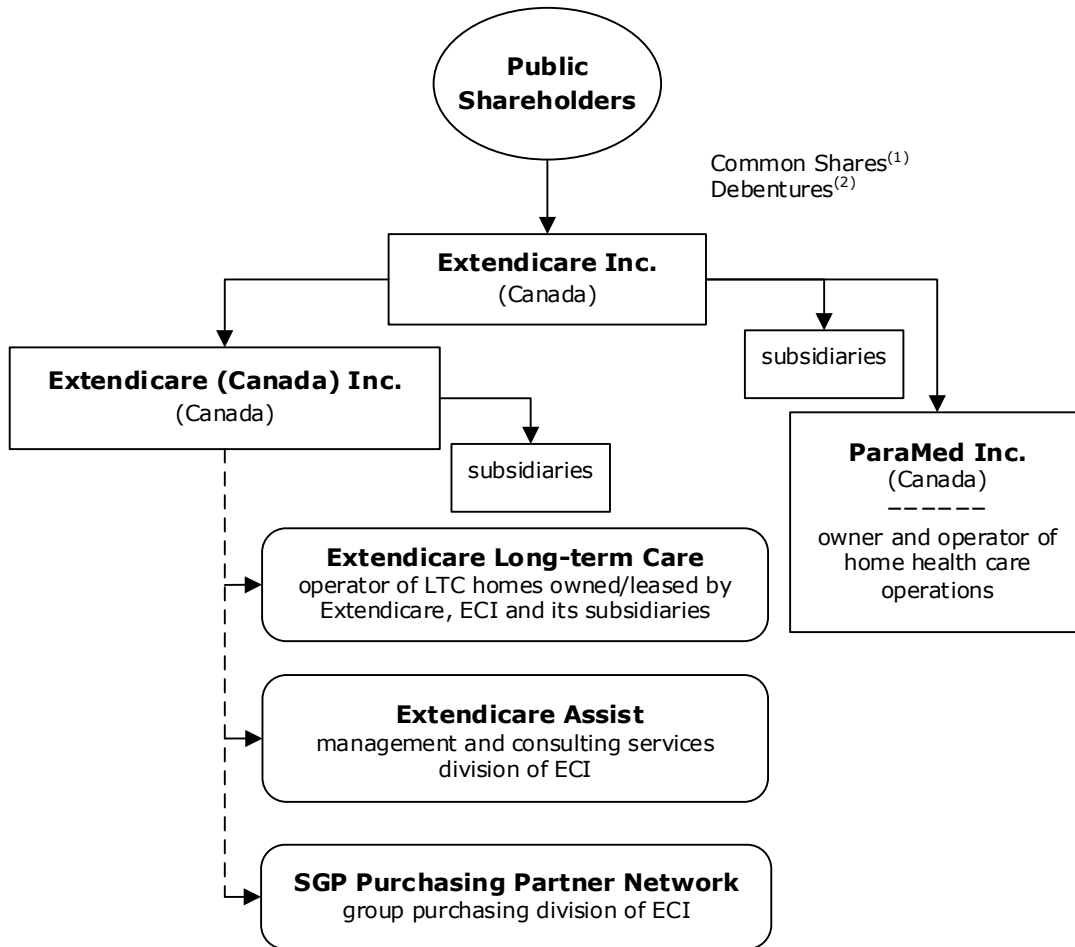 Public
Shareholders
Common Shares(1)
Debentures(2)
Extendicare Inc.
(Canada)
subsidiaries
Extendicare (Canada) Inc.
(Canada)
subsidiaries
ParaMed Inc.
(Canada)
------
owner and operator of
home health care
operations
Extendicare Long-term Care
operator of LTC homes owned/leased by
Extendicare, ECI and its subsidiaries
Extendicare Assist
management and consulting services
division of ECI
SGP Purchasing Partner Network
group purchasing division of ECI